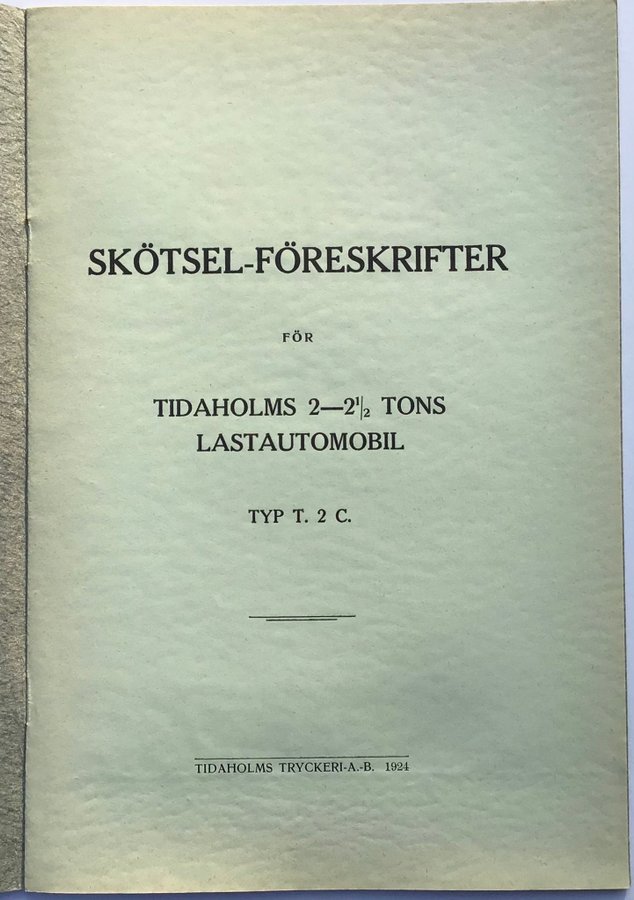 SKÖTSEL-FÖRESKRIFTER
FÖR
TIDAHOLMS 2—2½ TONS
LASTAUTOMOBIL
TYP T. 2 C.
TIDAHOLMS TRYCKERI-A.-B. 1924